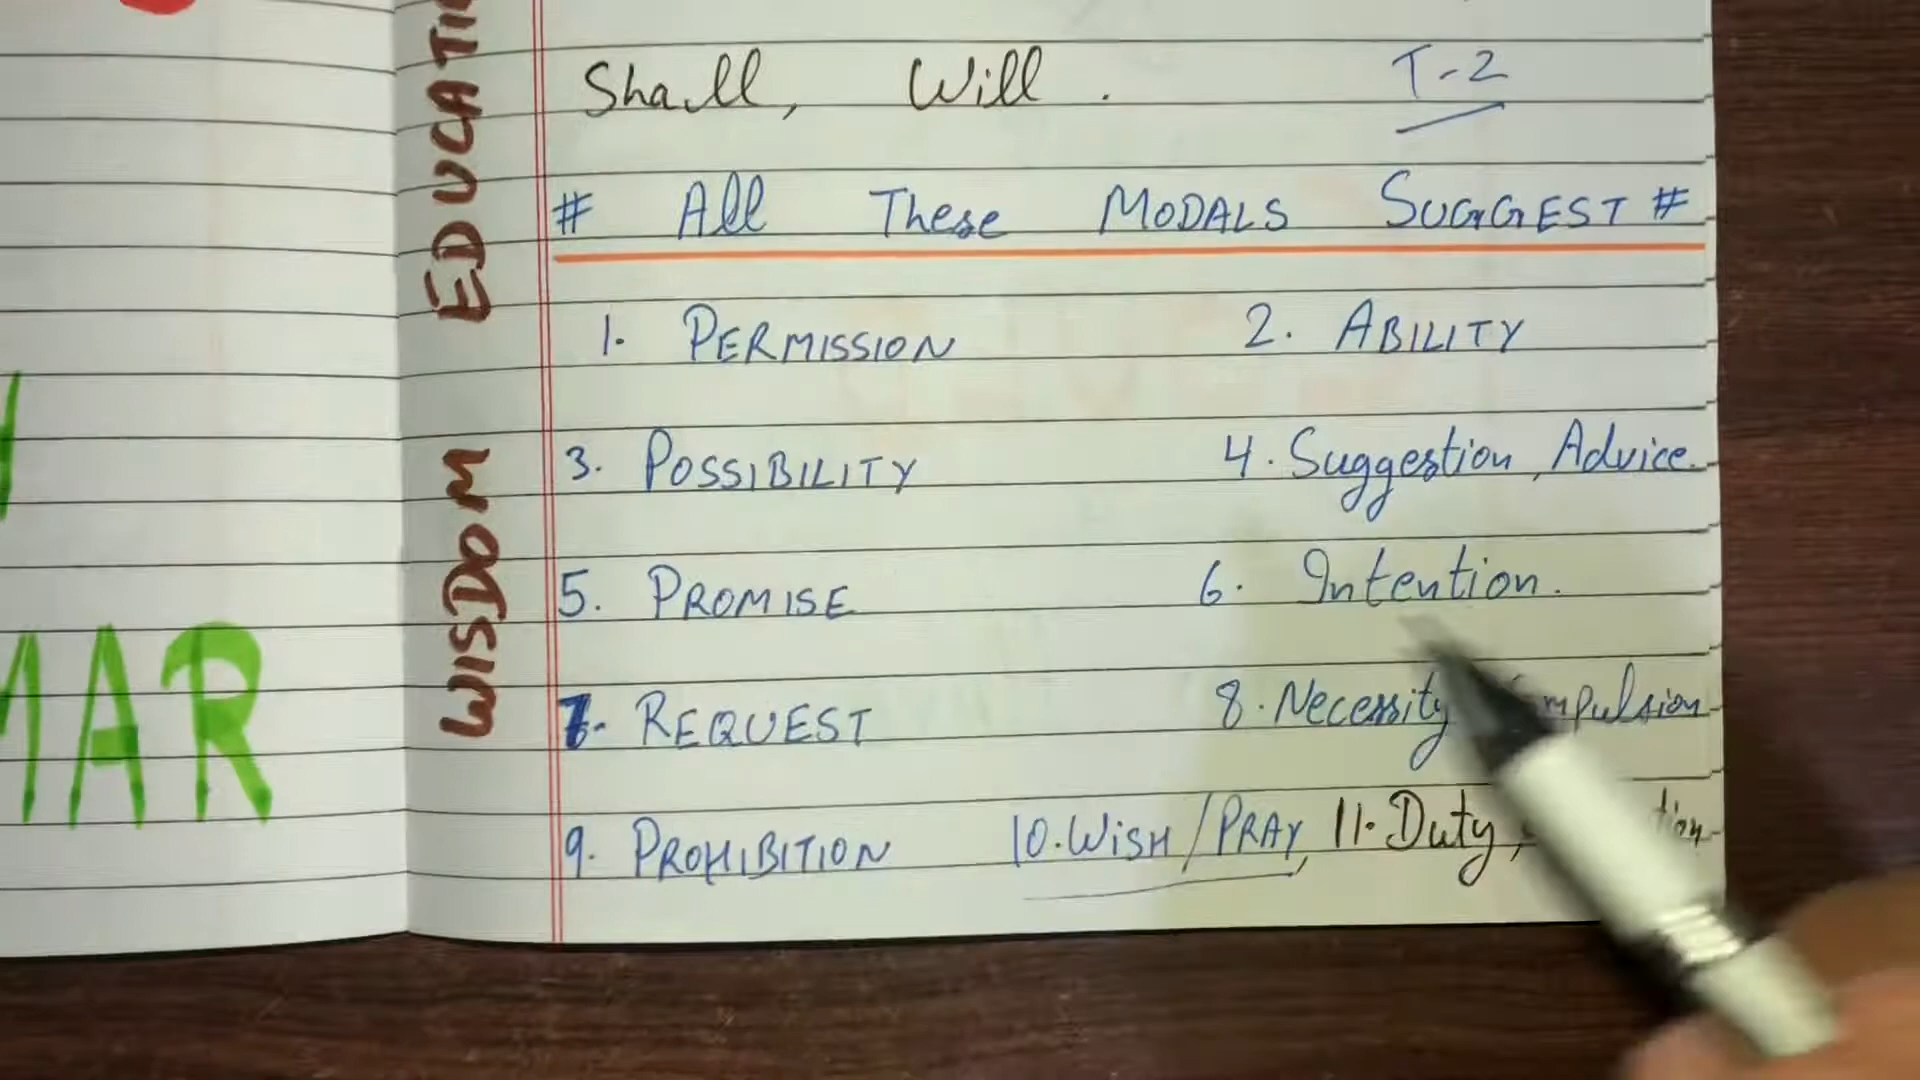 Shall, Will.
T-2
# All These MODALS SUGGEST #
1. PERMISSION 2. ABILITY
3. POSSIBILITY 4. Suggestion, Advice.
5. PROMISE 6. Intention.
7. REQUEST 8. Necessity
9. PROHIBITION 10. WISH/PRAY, 11. Duty,
WISDOM
MAR